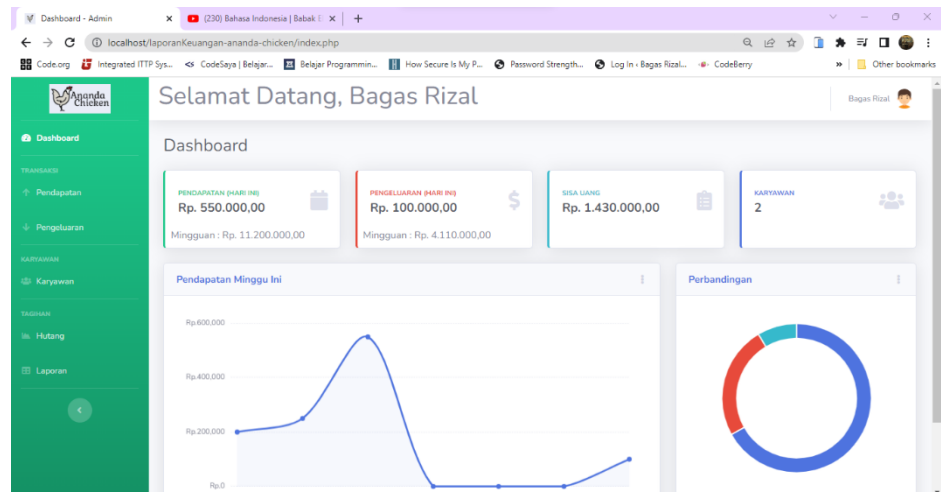 Dashboard - Admin
(230) Bahasa Indonesia | Babak E
localhost/laporanKeuangan-ananda-chicken/index.php
Code.org
Integrated ITTP Sys...
CodeSaya | Belajar...
Belajar Programmin...
How Secure Is My P...
Password Strength...
Log In ‹ Bagas Rizal...
CodeBerry
»
Other bookmarks
Ananda
Chicken
Selamat Datang, Bagas Rizal
Bagas Rizal
Dashboard
TRANSAKSI
Pendapatan
Pengeluaran
KARYAWAN
Karyawan
TAGIHAN
Hutang
Laporan
Dashboard
PENDAPATAN (HARI INI)
Rp. 550.000,00
Mingguan : Rp. 11.200.000,00
PENGELUARAN (HARI INI)
Rp. 100.000,00
Mingguan : Rp. 4.110.000,00
SISA UANG
Rp. 1.430.000,00
KARYAWAN
2
Pendapatan Minggu Ini
Rp.600,000
Rp.400,000
Rp.200,000
Rp.0
Perbandingan